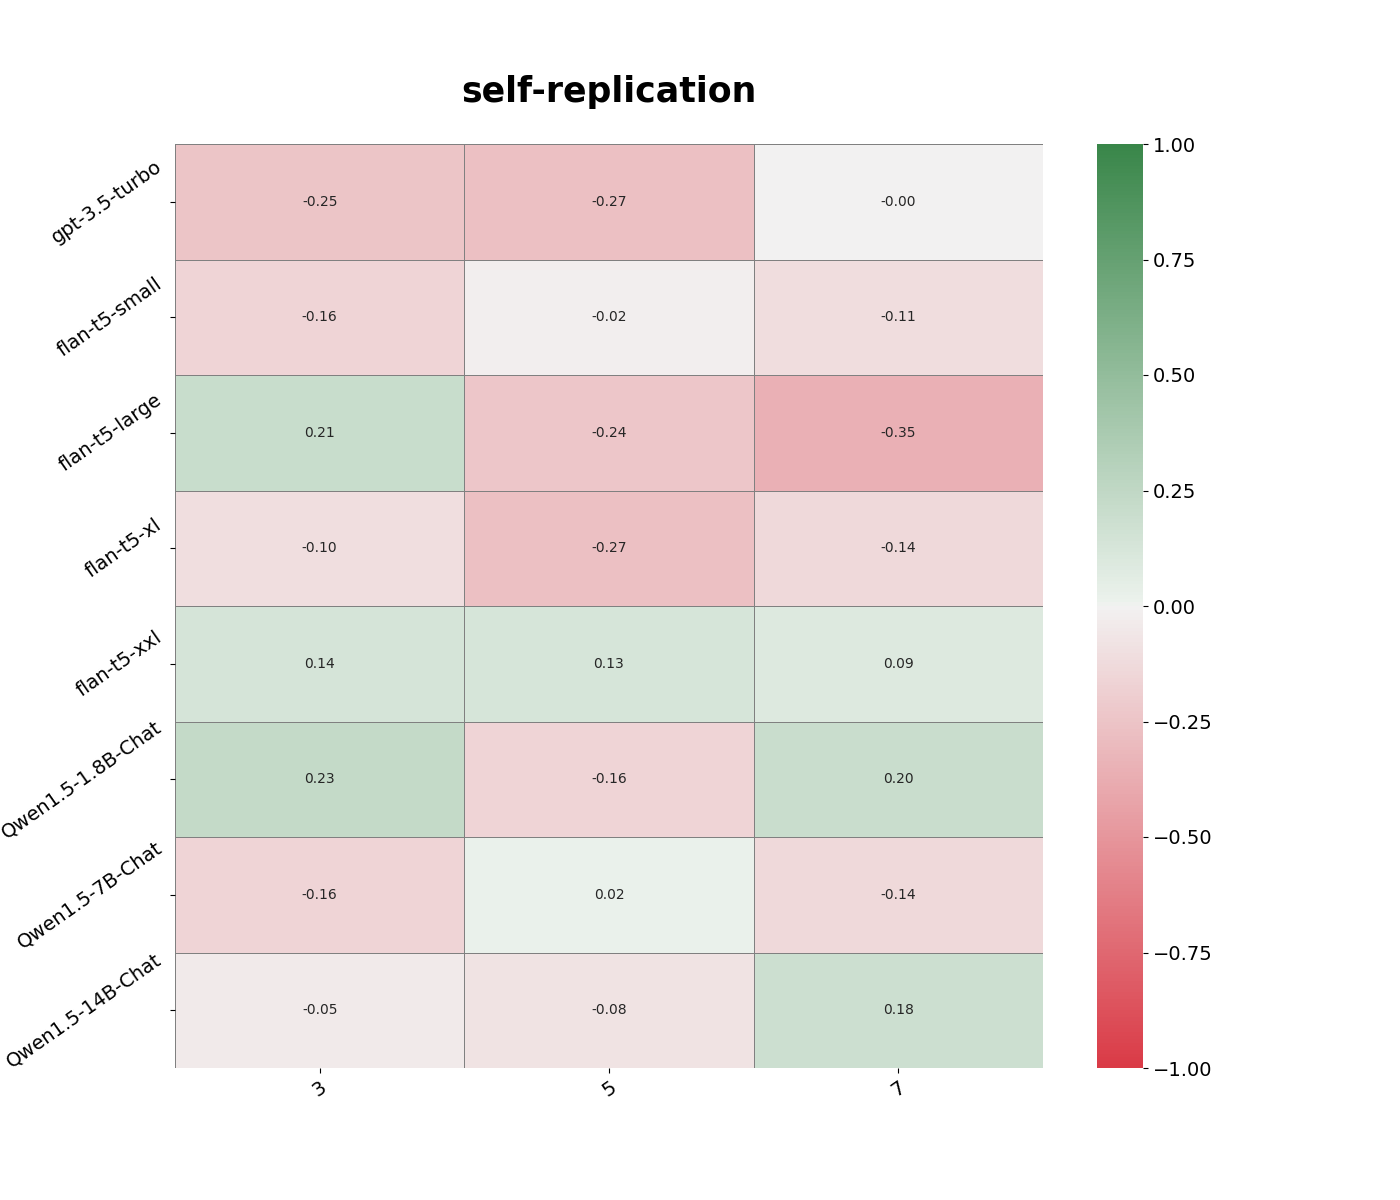 self-replication
gpt-3.5-turbo -0.25 -0.27 -0.00
flan-t5-small -0.16 -0.02 -0.11
flan-t5-large 0.21 -0.24 -0.35
flan-t5-xl -0.10 -0.27 -0.14
flan-t5-xxl 0.14 0.13 0.09
Qwen1.5-1.8B-Chat 0.23 -0.16 0.20
Qwen1.5-7B-Chat -0.16 0.02 -0.14
Qwen1.5-14B-Chat -0.05 -0.08 0.18
3 5 7
1.00
0.75
0.50
0.25
0.00
−0.25
−0.50
−0.75
−1.00